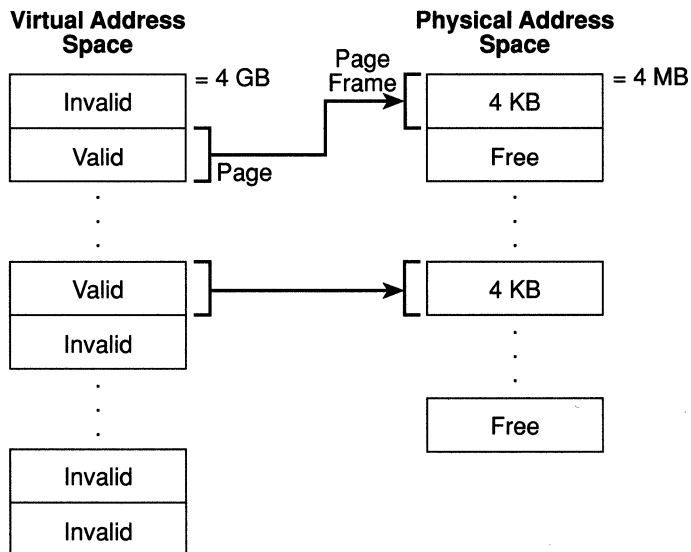 Virtual Address
Space
Physical Address
Space
= 4 GB
Page
Frame
= 4 MB
Invalid
4 KB
Valid
Page
Free
Valid
4 KB
Invalid
Free
Invalid
Invalid